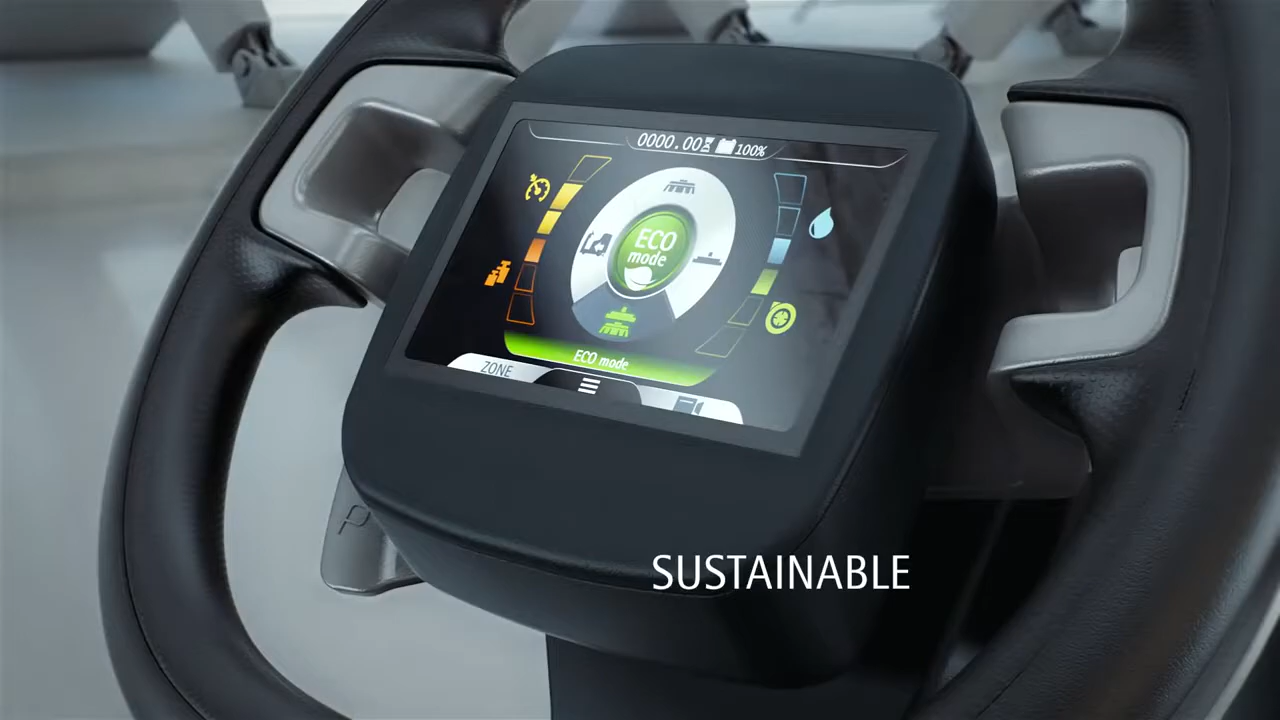 0000.00 100%
ECO
mode
ECO mode
ZONE
P
SUSTAINABLE